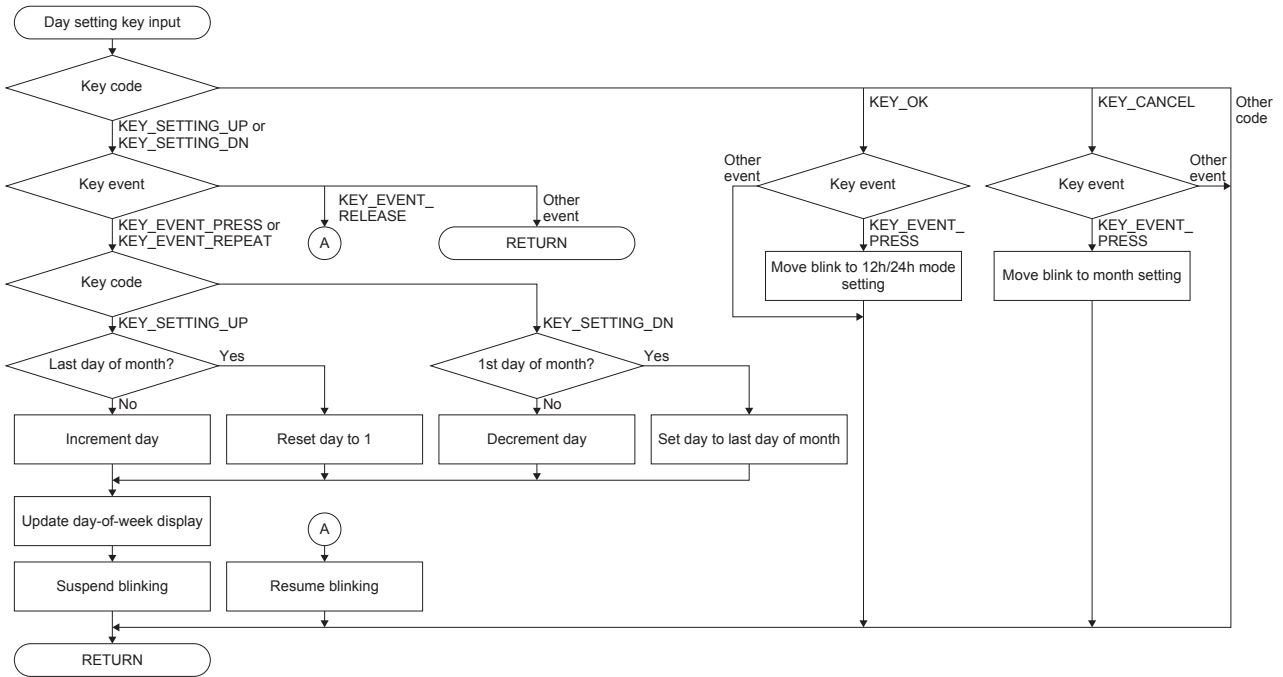 Day setting key input
Key code
KEY_OK
KEY_CANCEL
Other
code
KEY_SETTING_UP or
KEY_SETTING_DN
Key event
KEY_EVENT_
RELEASE
Other
event
Other
event
Key event
Key event
Other
event
KEY_EVENT_PRESS or
KEY_EVENT_REPEAT
A
RETURN
KEY_EVENT_
PRESS
KEY_EVENT_
PRESS
Key code
Move blink to 12h/24h mode
setting
Move blink to month setting
KEY_SETTING_UP
KEY_SETTING_DN
Last day of month?
Yes
1st day of month?
Yes
No
No
Increment day
Reset day to 1
Decrement day
Set day to last day of month
Update day-of-week display
A
Suspend blinking
Resume blinking
RETURN